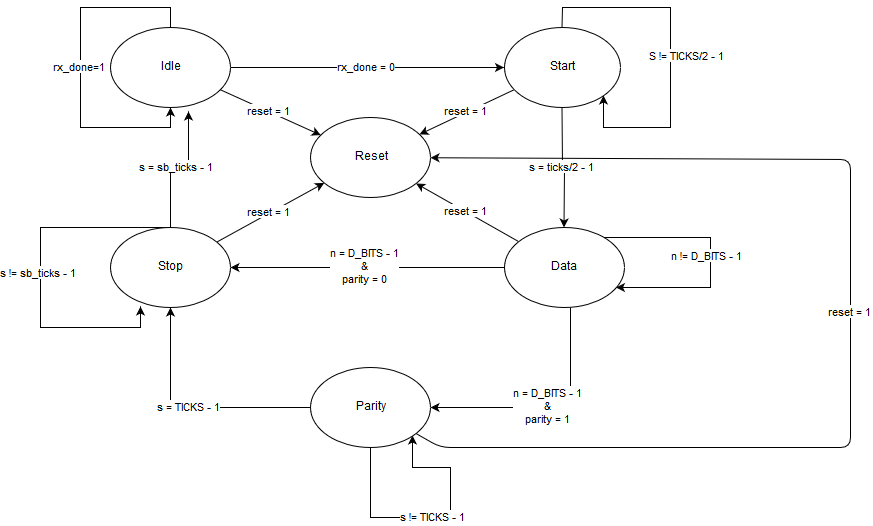 Idle
Start
rx_done=1
rx_done = 0
S != TICKS/2 - 1
reset = 1
reset = 1
Reset
s = sb_ticks - 1
s = ticks/2 - 1
reset = 1
reset = 1
Stop
n = D_BITS - 1
&
parity = 0
Data
n != D_BITS - 1
s != sb_ticks - 1
reset = 1
s = TICKS - 1
Parity
n = D_BITS - 1
&
parity = 1
s != TICKS - 1